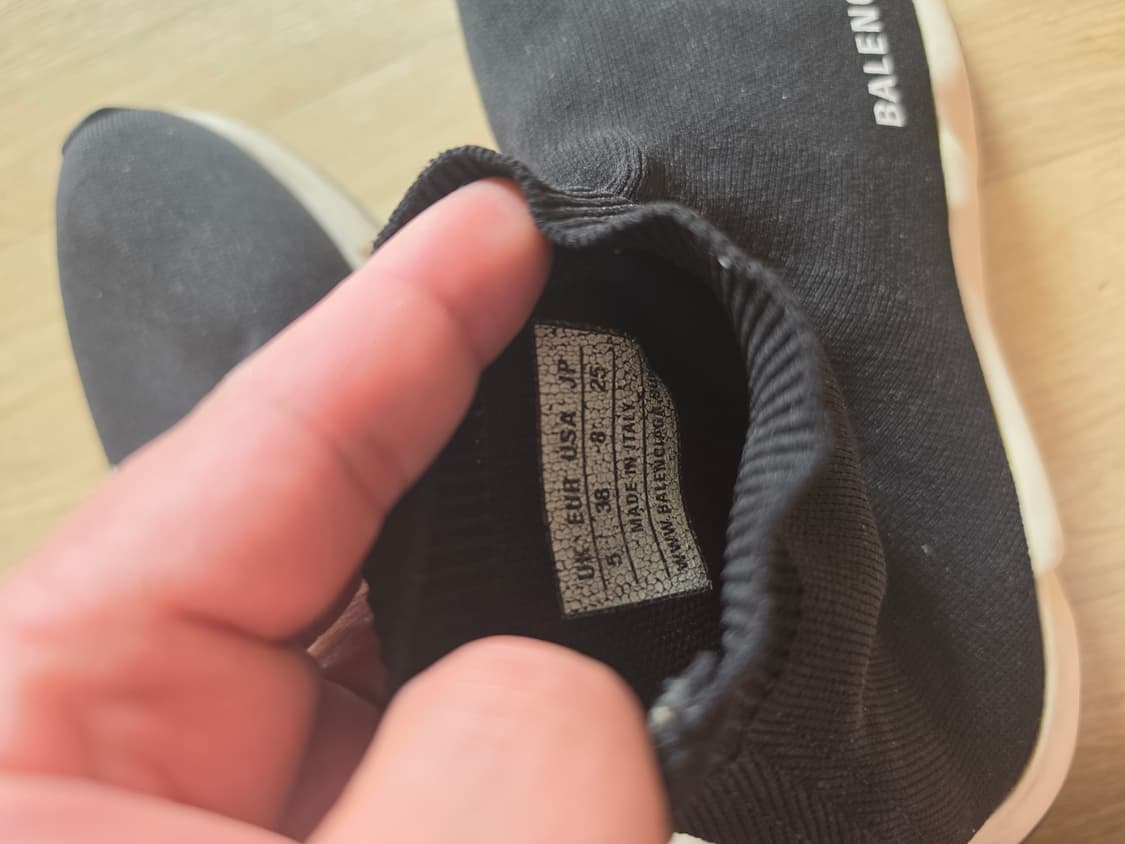 BALENC
UK EUR USA JP
5 38 8 25
MADE IN ITALY
WWW.BALENCIAGA.